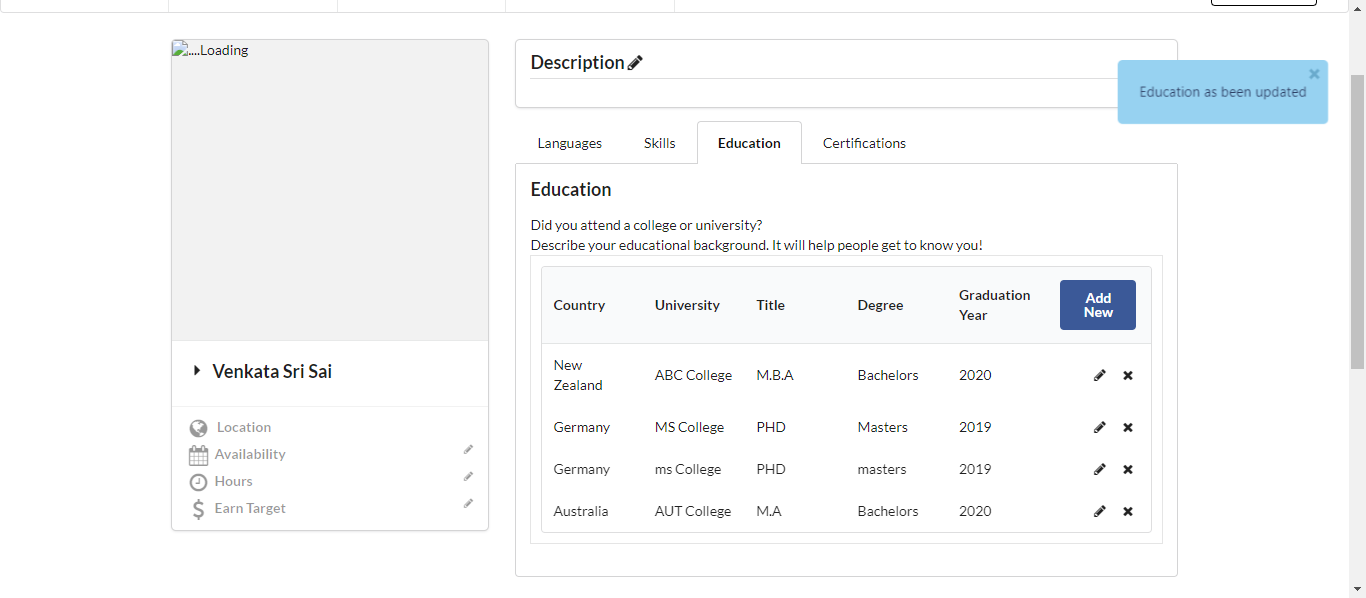 ....Loading
Description
Education as been updated
Languages Skills Education Certifications
Education
Did you attend a college or university?
Describe your educational background. It will help people get to know you!
Country University Title Degree Graduation Year Add New
New Zealand ABC College M.B.A Bachelors 2020
Germany MS College PHD Masters 2019
Germany ms College PHD masters 2019
Australia AUT College M.A Bachelors 2020
Venkata Sri Sai
Location
Availability
Hours
Earn Target